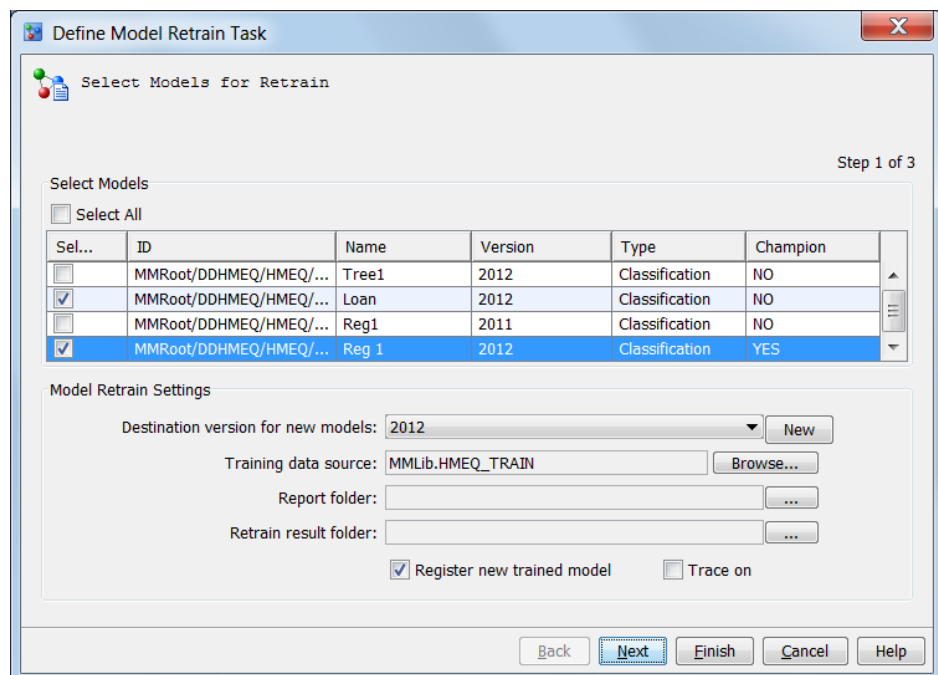 Define Model Retrain Task
Select Models for Retrain
Step 1 of 3
Select Models
Select All
Sel... ID Name Version Type Champion
MMRoot/DDHMEQ/HMEQ/... Tree1 2012 Classification NO
MMRoot/DDHMEQ/HMEQ/... Loan 2012 Classification NO
MMRoot/DDHMEQ/HMEQ/... Reg1 2011 Classification NO
MMRoot/DDHMEQ/HMEQ/... Reg 1 2012 Classification YES
Model Retrain Settings
Destination version for new models: 2012 New
Training data source: MMLib.HMEQ_TRAIN Browse...
Report folder: ...
Retrain result folder: ...
Register new trained model Trace on
Back Next Finish Cancel Help